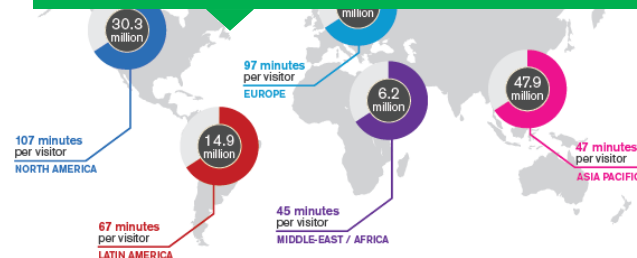 30.3
million
million
97 minutes
per visitor
EUROPE
6.2
million
47.9
million
107 minutes
per visitor
NORTH AMERICA
14.9
million
47 minutes
per visitor
ASIA PACIFIC
67 minutes
per visitor
LATIN AMERICA
45 minutes
per visitor
MIDDLE-EAST / AFRICA